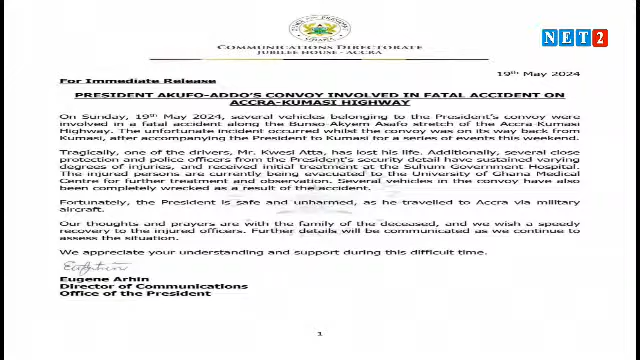 NET2
COMMUNICATIONS DIRECTORATE
JUBILEE HOUSE - ACCRA
19th May 2024
For Immediate Release
PRESIDENT AKUFO-ADDO'S CONVOY INVOLVED IN FATAL ACCIDENT ON
ACCRA-KUMASI HIGHWAY
On Sunday, 19th May 2024, several vehicles belonging to the President's convoy were
involved in a fatal accident along the Bunso Akyem Asafo stretch of the Accra-Kumasi
Highway. The unfortunate incident occurred whilst the convoy was on its way back from
Kumasi, after accompanying the President to Kumasi for a series of events this weekend.
Tragically, one of the drivers, Mr. Kwesi Atta, has lost his life. Additionally, several close
protection and police officers from the President's security detail have sustained varying
degrees of injuries, and received initial treatment at the Suhum Government Hospital.
The injured persons are currently being evacuated to the University of Ghana Medical
Centre for further treatment and observation. Several vehicles in the convoy have also
been completely wrecked as a result of the accident.
Fortunately, the President is safe and unharmed, as he travelled to Accra via military
aircraft.
Our thoughts and prayers are with the family of the deceased, and we wish a speedy
recovery to the injured officers. Further details will be communicated as we continue to
assess the situation.
We appreciate your understanding and support during this difficult time.
Eugene Arhin
Director of Communications
Office of the President
1